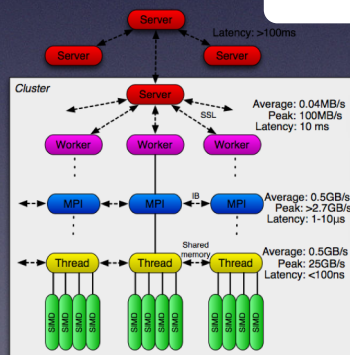 Server
Latency: >100ms
Server
Server
Cluster
Server
SSL
Average: 0.04MB/s
Peak: 100MB/s
Latency: 10 ms
Worker
Worker
Worker
MPI
MPI
IB
MPI
Average: 0.5GB/s
Peak: >2.7GB/s
Latency: 1-10µs
Thread
Thread
Shared
memory
Thread
Average: 0.5GB/s
Peak: 25GB/s
Latency: <100ns
SIMD
SIMD
SIMD
SIMD
SIMD
SIMD
SIMD
SIMD
SIMD
SIMD
SIMD
SIMD